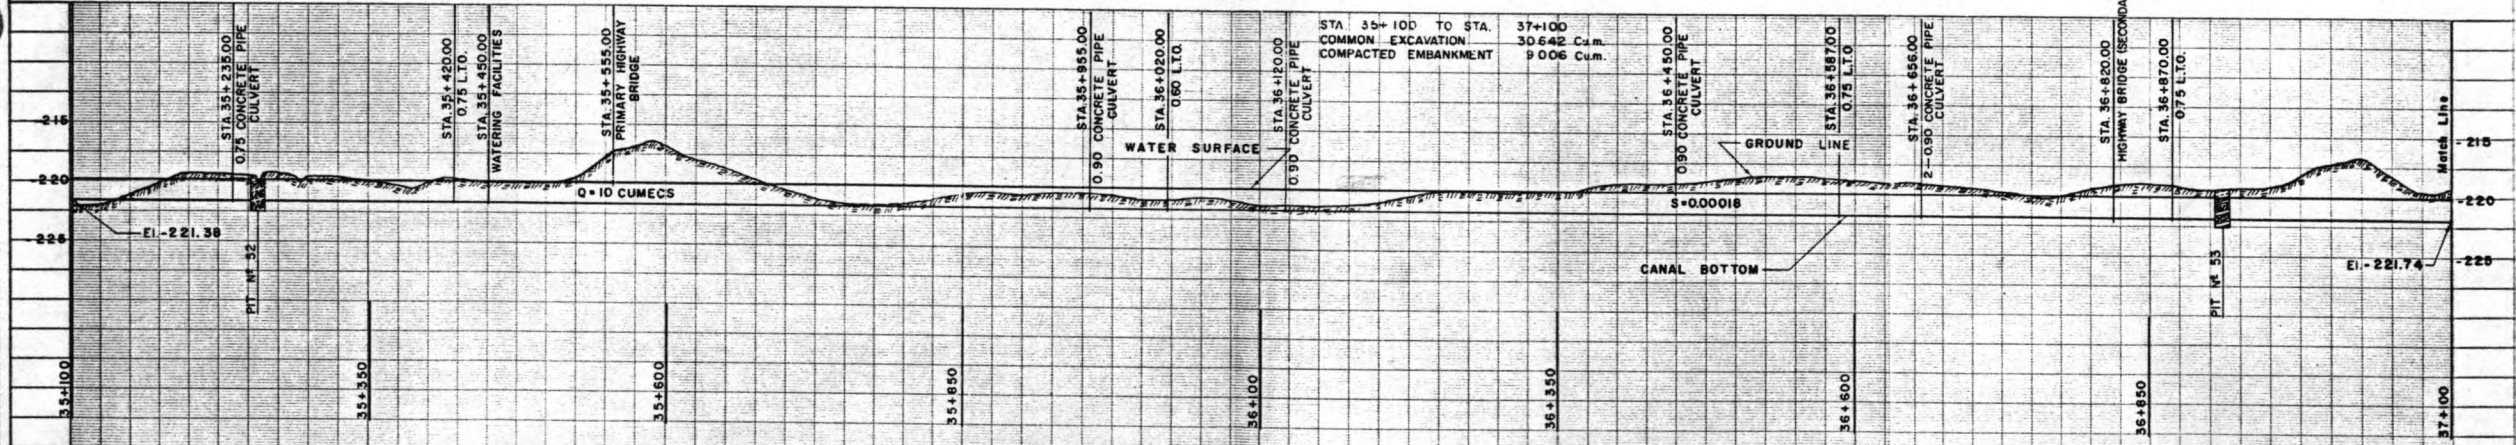 STA. 35+100 TO STA. 37+100
COMMON EXCAVATION 30642 Cu.m.
COMPACTED EMBANKMENT 9006 Cu.m.
STA. 35+235.00
0.75 CONCRETE PIPE
CULVERT
STA. 35+420.00
0.75 L.T.O.
STA. 35+450.00
WATERING FACILITIES
STA. 35+555.00
PRIMARY HIGHWAY
BRIDGE
STA. 35+955.00
0.90 CONCRETE PIPE
CULVERT
STA. 36+020.00
0.60 L.T.O.
STA. 36+120.00
0.90 CONCRETE PIPE
CULVERT
STA. 36+450.00
0.90 CONCRETE PIPE
CULVERT
STA. 36+587.00
0.75 L.T.O
STA. 36+656.00
2-0.90 CONCRETE PIPE
CULVERT
STA. 36+820.00
HIGHWAY BRIDGE (SECONDA
STA. 36+870.00
0.75 L.T.O.
Match Line
-215
-220
-225
WATER SURFACE
GROUND LINE
Q=10 CUMECS
S=0.00018
El.-221.38
CANAL BOTTOM
El.-221.74
PIT Nº 52
PIT Nº 53
-215
-220
-225
35+100
35+350
35+600
35+850
36+100
36+350
36+600
36+850
37+100